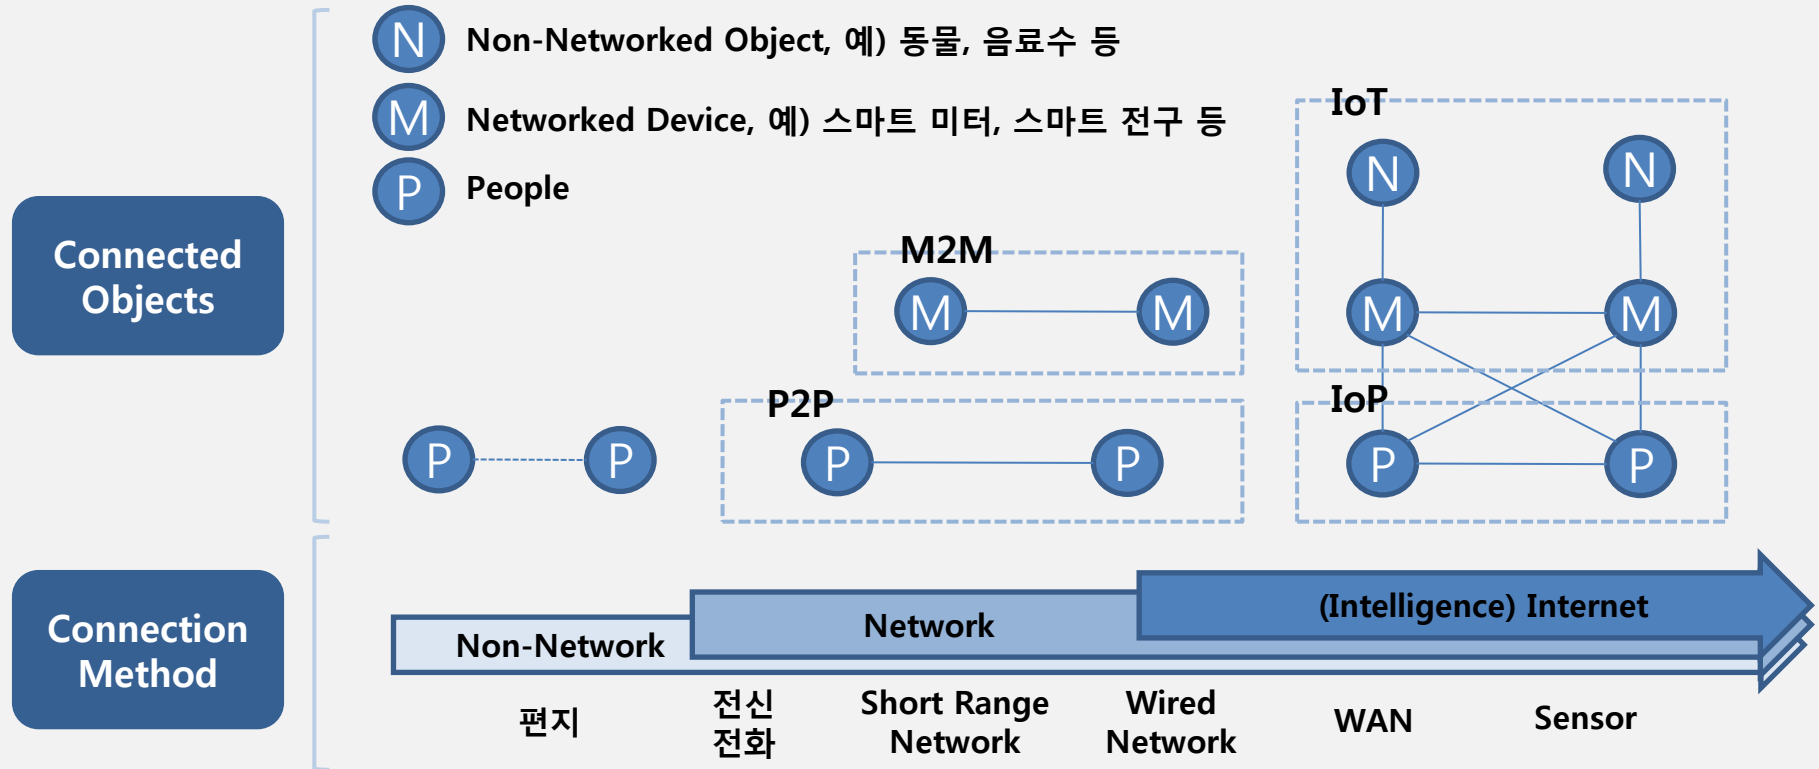 N Non-Networked Object, 예) 동물, 음료수 등
M Networked Device, 예) 스마트 미터, 스마트 전구 등
P People
Connected
Objects
IoT
N N
M2M
M M
M M
P2P
IoP
P P
P P
P P
Connection
Method
(Intelligence) Internet
Network
Non-Network
편지
전신
전화
Short Range
Network
Wired
Network
WAN
Sensor